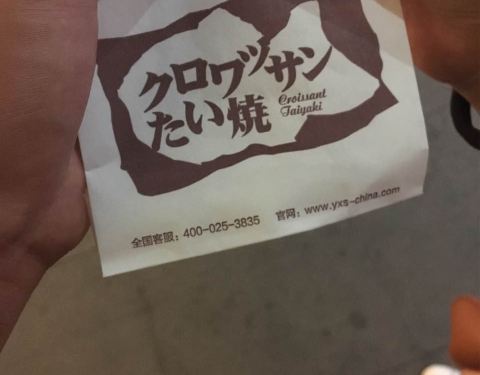 クロワッサン
たい焼
Croissant
Taiyaki
全国客服：400-025-3835 官网：www.yxs-china.com